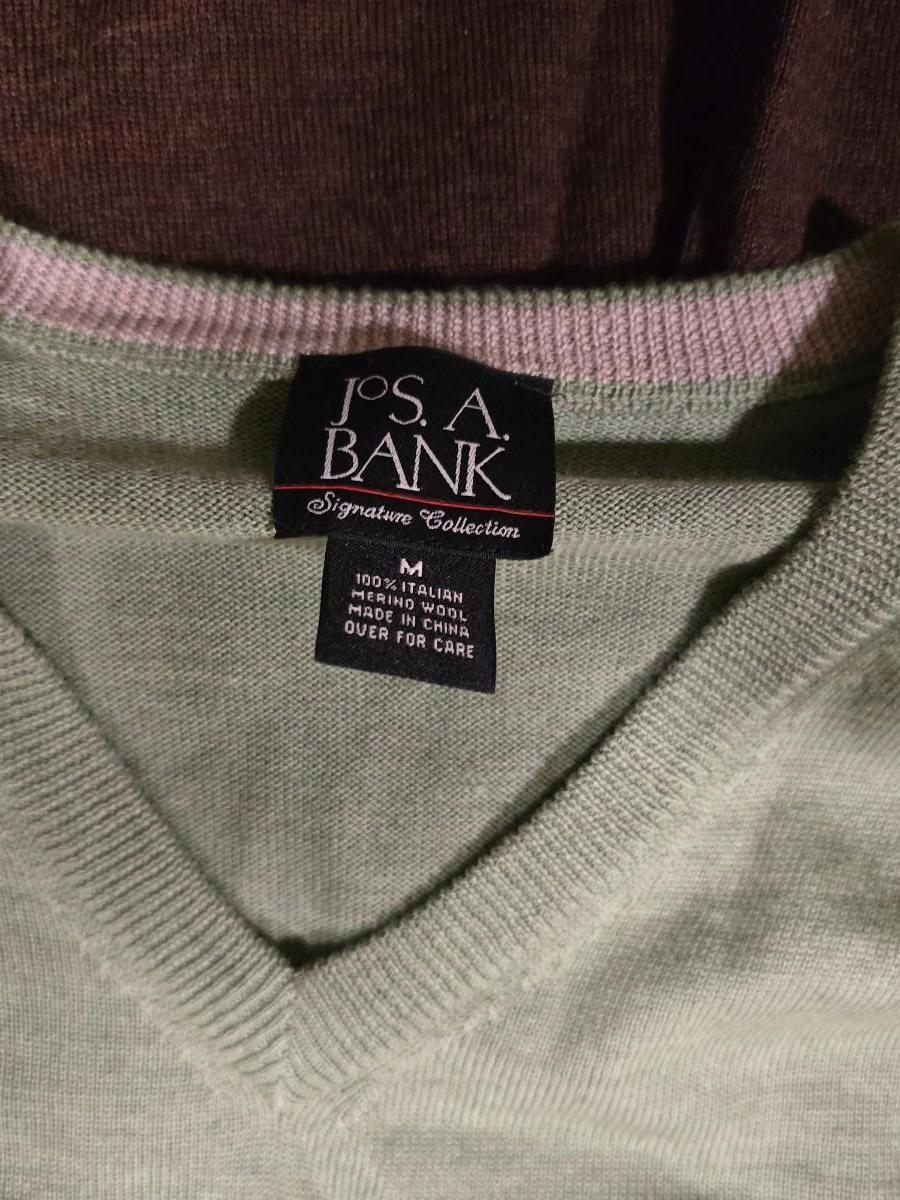 JoS. A.
BANK
Signature Collection
M
100% ITALIAN
MERINO WOOL
MADE IN CHINA
OVER FOR CARE